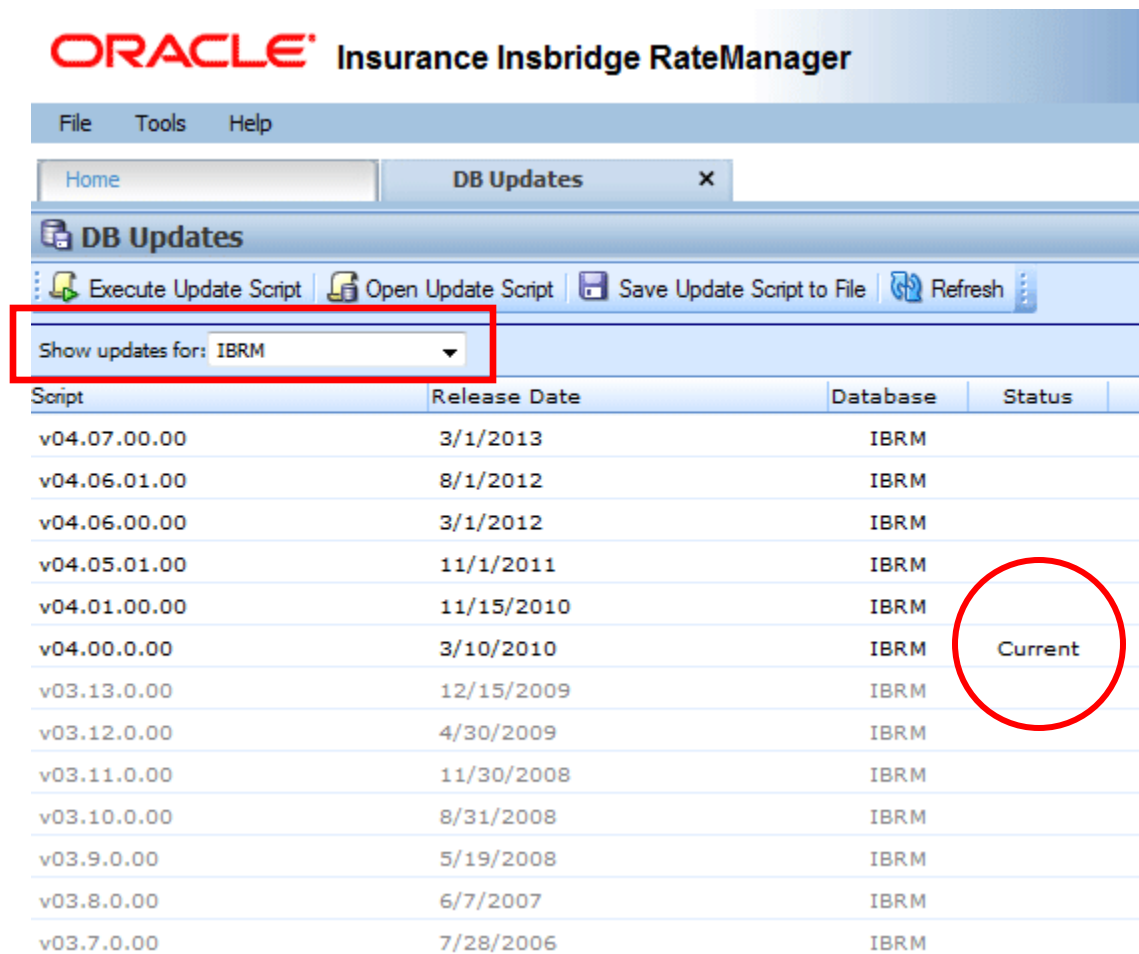 ORACLE Insurance Insbridge RateManager
File Tools Help
Home DB Updates x
DB Updates
Execute Update Script Open Update Script Save Update Script to File Refresh
Show updates for: IBRM
Script Release Date Database Status
v04.07.00.00 3/1/2013 IBRM
v04.06.01.00 8/1/2012 IBRM
v04.06.00.00 3/1/2012 IBRM
v04.05.01.00 11/1/2011 IBRM
v04.01.00.00 11/15/2010 IBRM
v04.00.0.00 3/10/2010 IBRM Current
v03.13.0.00 12/15/2009 IBRM
v03.12.0.00 4/30/2009 IBRM
v03.11.0.00 11/30/2008 IBRM
v03.10.0.00 8/31/2008 IBRM
v03.9.0.00 5/19/2008 IBRM
v03.8.0.00 6/7/2007 IBRM
v03.7.0.00 7/28/2006 IBRM